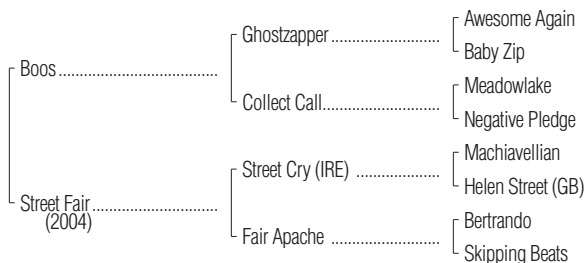 Awesome Again
Ghostzapper
Baby Zip
Boos
Meadowlake
Collect Call
Negative Pledge
Machiavellian
Street Cry (IRE)
Helen Street (GB)
Street Fair
(2004)
Bertrando
Fair Apache
Skipping Beats